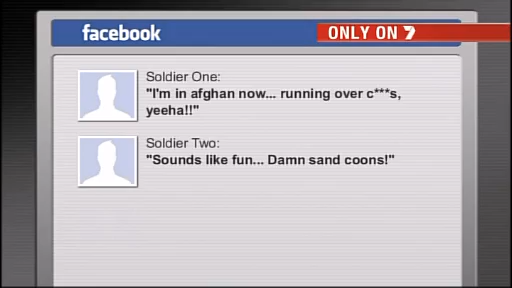 facebook
ONLY ON 7
Soldier One:
"I'm in afghan now... running over c***s,
yeeha!!"
Soldier Two:
"Sounds like fun... Damn sand coons!"